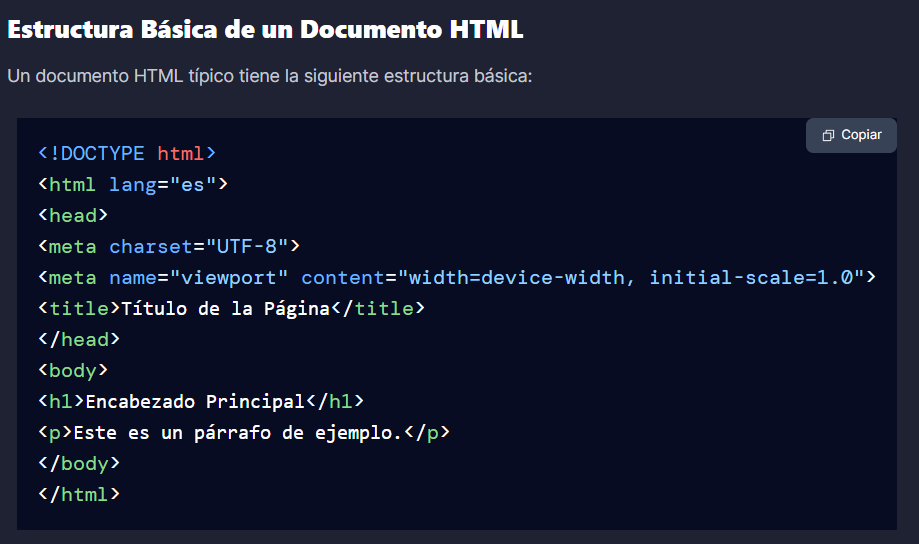 Estructura Básica de un Documento HTML
Un documento HTML típico tiene la siguiente estructura básica:
Copiar
<!DOCTYPE html>
<html lang="es">
<head>
<meta charset="UTF-8">
<meta name="viewport" content="width=device-width, initial-scale=1.0">
<title>Título de la Página</title>
</head>
<body>
<h1>Encabezado Principal</h1>
<p>Este es un párrafo de ejemplo.</p>
</body>
</html>